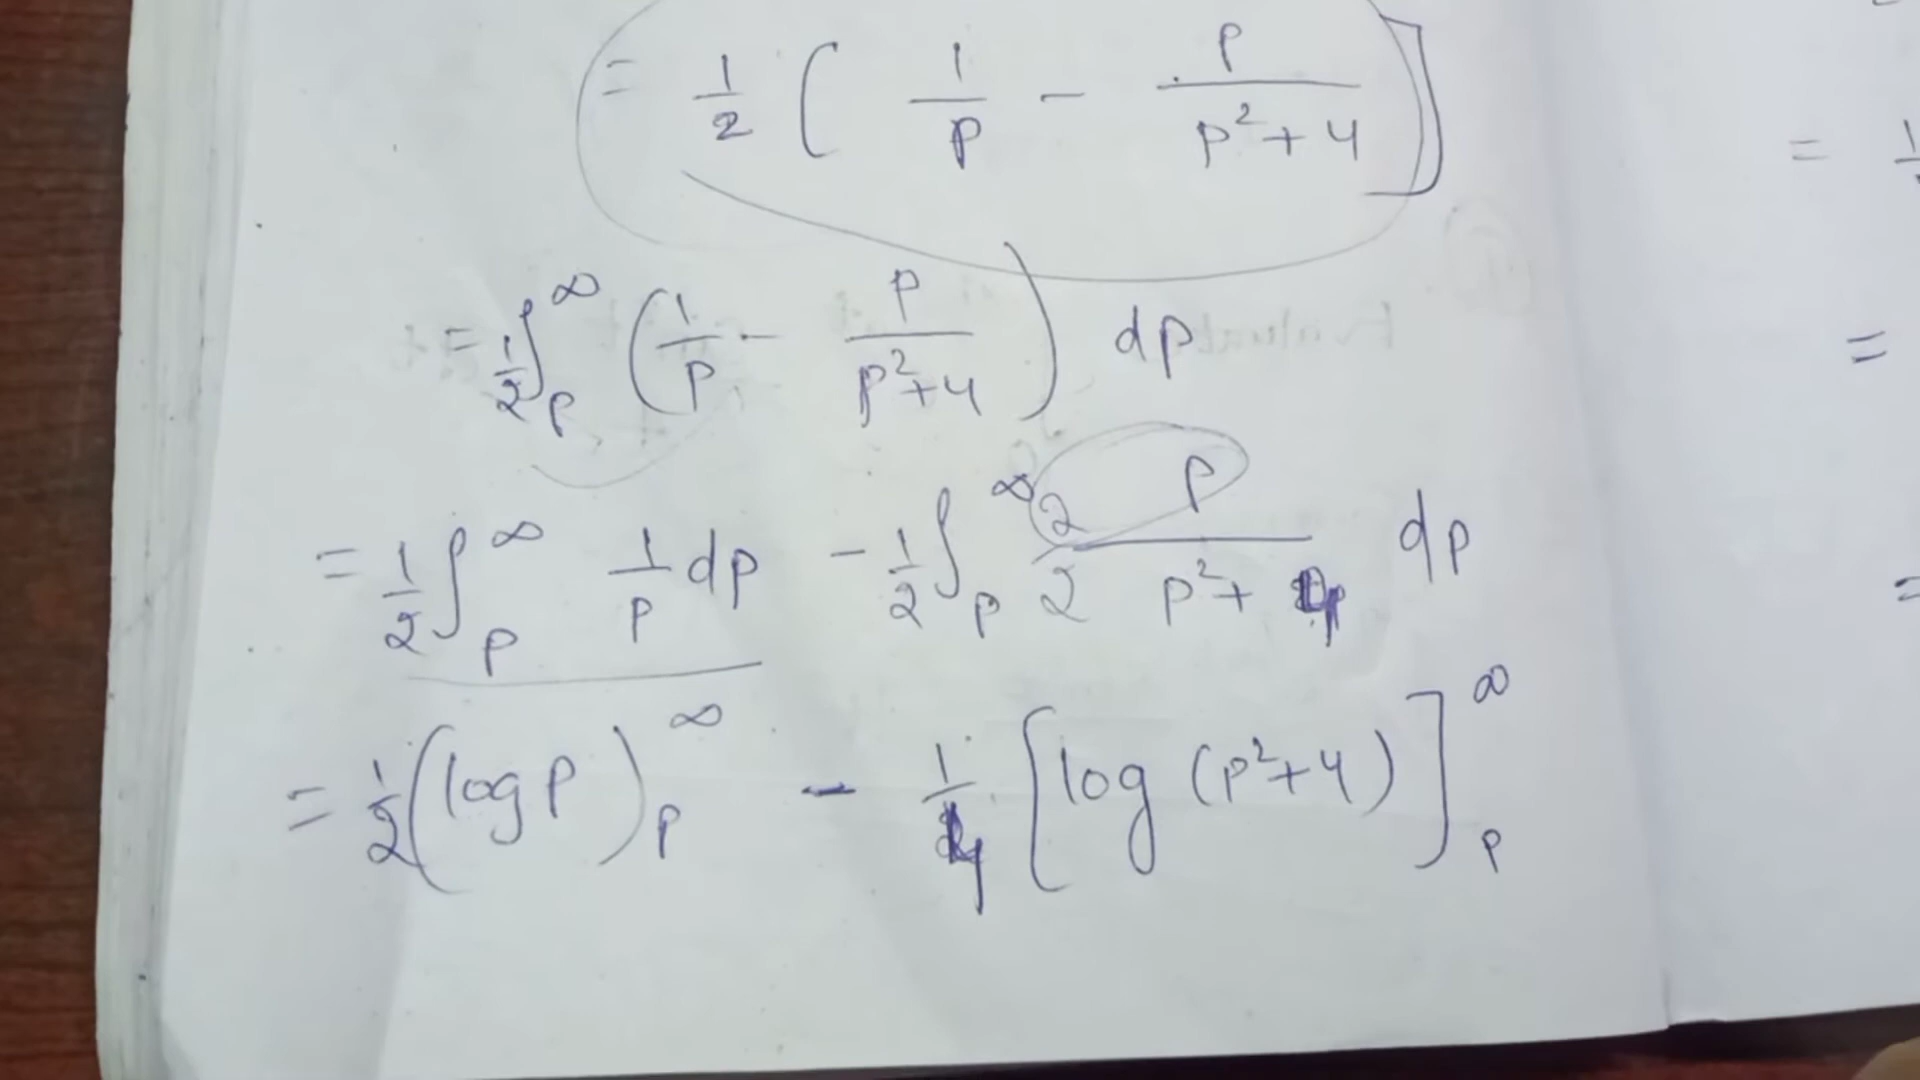 = 1/2 ( 1/p - p/(p²+4) ]
= 1/2 ∫_p^∞ ( 1/p - p/(p²+4) ) dp
= 1/2 ∫_p^∞ 1/p dp - 1/2 ∫_p^∞ 2p/2(p²+4) dp
= 1/2 ( log p )_p^∞ - 1/4 [ log (p²+4) ]_p^∞